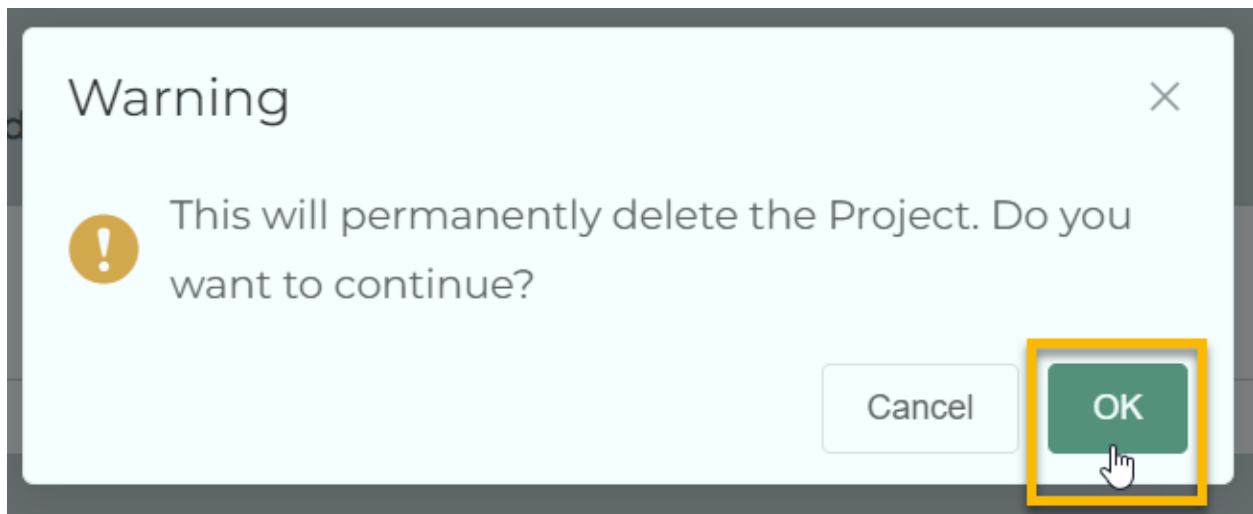 Warning
This will permanently delete the Project. Do you
want to continue?
Cancel
OK